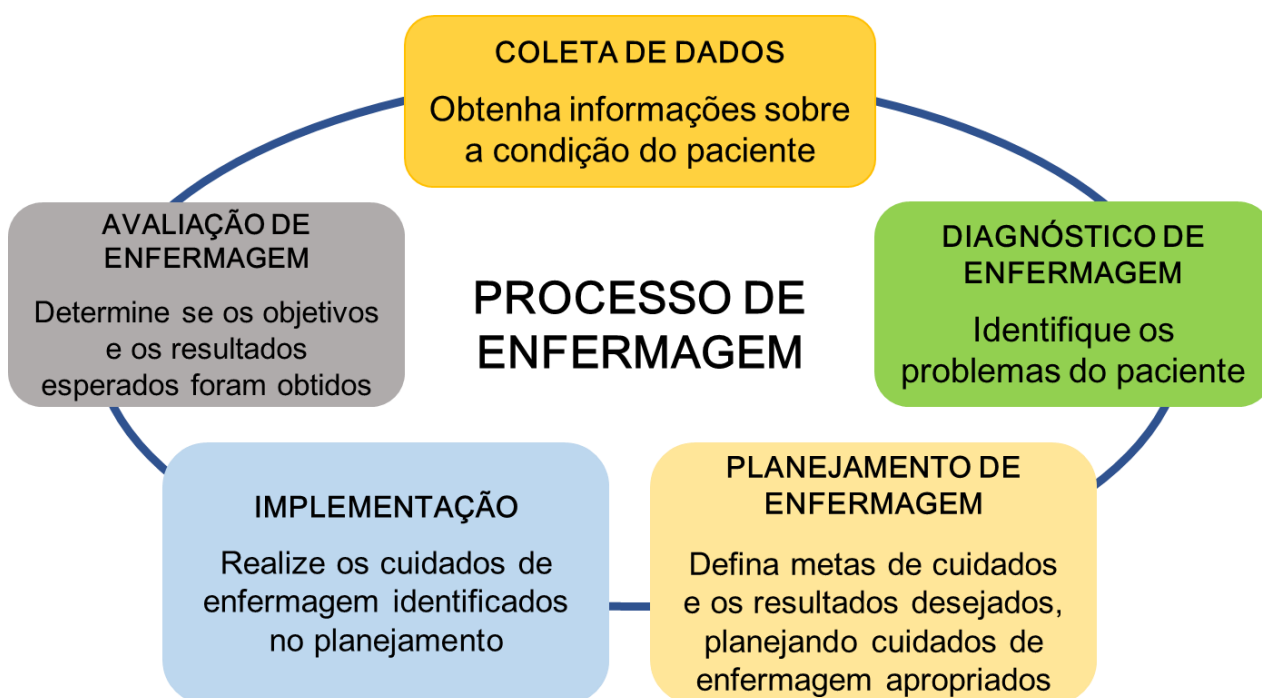 COLETA DE DADOS
Obtenha informações sobre
a condição do paciente
AVALIAÇÃO DE
ENFERMAGEM
Determine se os objetivos
e os resultados
esperados foram obtidos
PROCESSO DE
ENFERMAGEM
DIAGNÓSTICO DE
ENFERMAGEM
Identifique os
problemas do paciente
IMPLEMENTAÇÃO
Realize os cuidados de
enfermagem identificados
no planejamento
PLANEJAMENTO DE
ENFERMAGEM
Defina metas de cuidados
e os resultados desejados,
planejando cuidados de
enfermagem apropriados